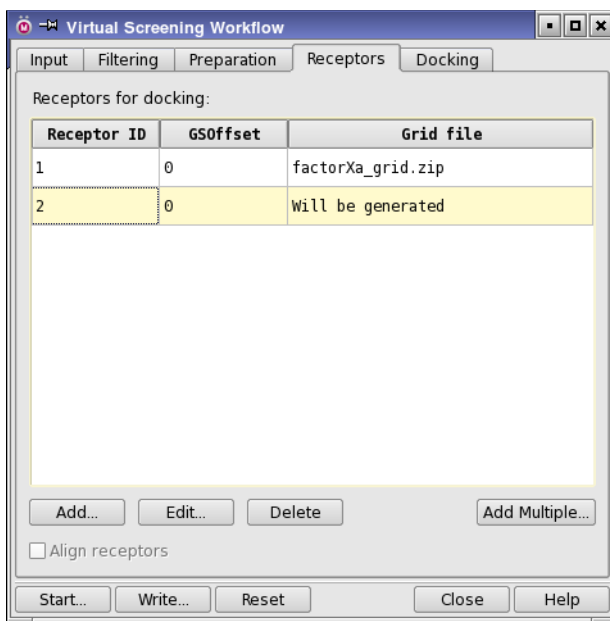 Virtual Screening Workflow
Input Filtering Preparation Receptors Docking
Receptors for docking:
Receptor ID GSOffset Grid file
1 0 factorXa_grid.zip
2 0 Will be generated
Add... Edit... Delete Add Multiple...
Align receptors
Start... Write... Reset Close Help